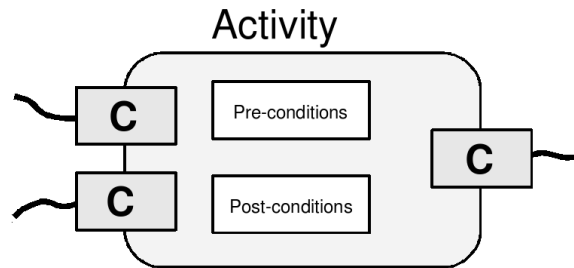 Activity
C
Pre-conditions
C
C
Post-conditions